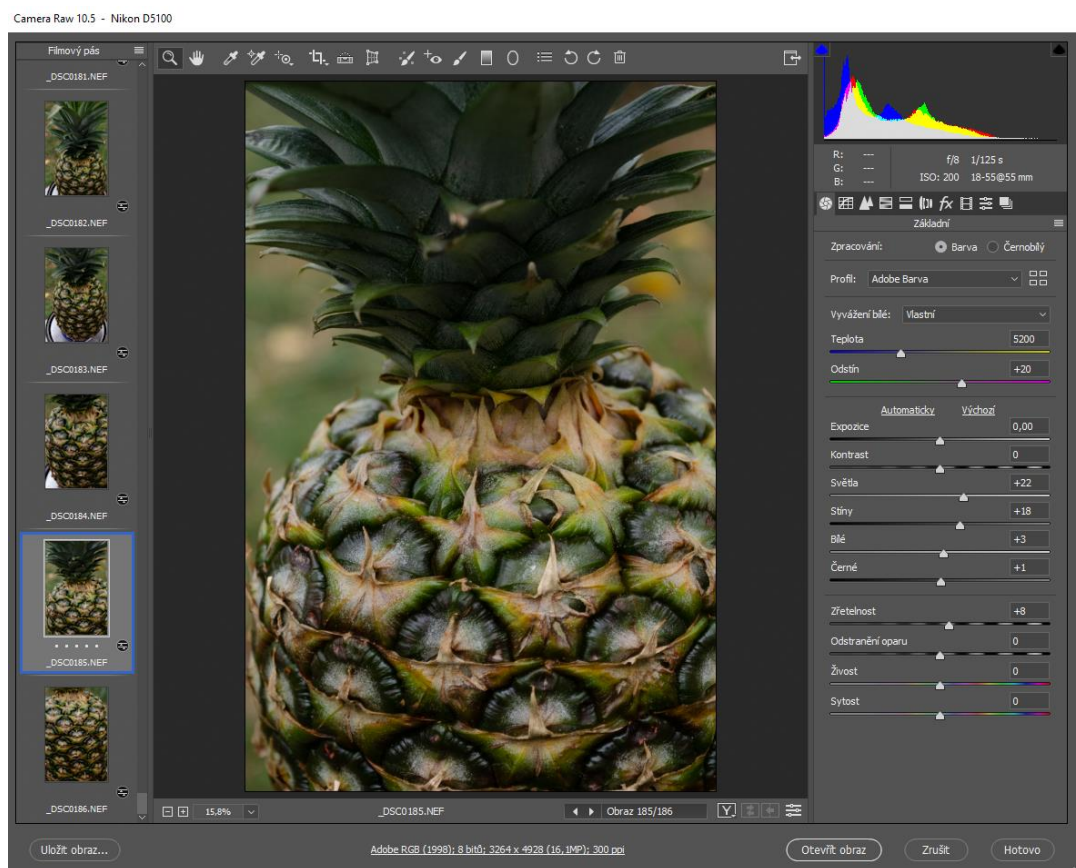 Camera Raw 10.5 - Nikon D5100
Filmový pás
_DSC0181.NEF
_DSC0182.NEF
_DSC0183.NEF
_DSC0184.NEF
_DSC0185.NEF
_DSC0186.NEF
15,8%
_DSC0185.NEF
Obraz 185/186
Y
R: ---
G: ---
B: ---
f/8 1/125 s
ISO: 200 18-55@55 mm
fx
Základní
Zpracování: Barva Černobílý
Profil: Adobe Barva
Vyvážení bílé: Vlastní
Teplota 5200
Odstín +20
Automaticky Výchozí
Expozice 0,00
Kontrast 0
Světla +22
Stíny +18
Bílé +3
Černé +1
Zřetelnost +8
Odstranění oparu 0
Živost 0
Sytost 0
Uložit obraz...
Adobe RGB (1998); 8 bitů; 3264 x 4928 (16,1MP); 300 ppi
Otevřít obraz
Zrušit
Hotovo